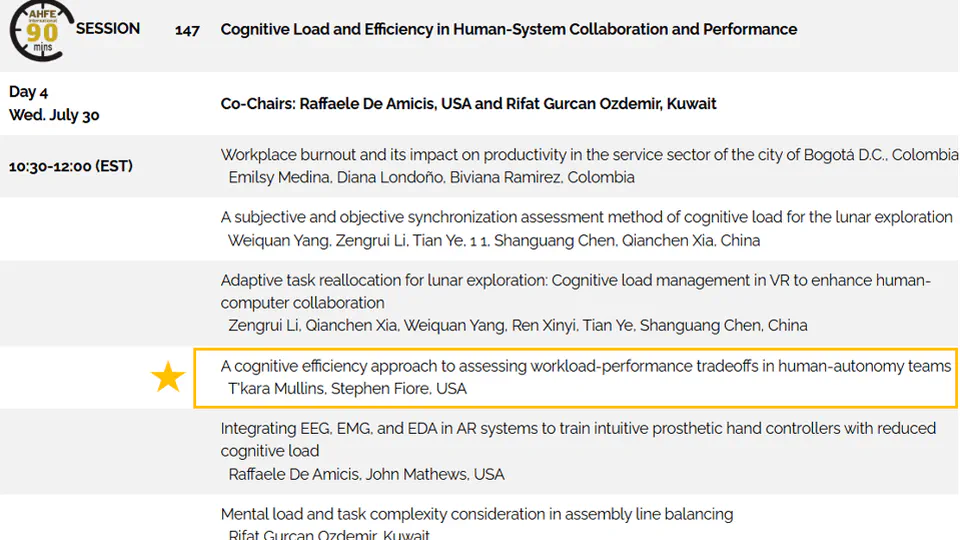 AHFE
International
90
mins
SESSION 147 Cognitive Load and Efficiency in Human-System Collaboration and Performance
Day 4
Wed. July 30
Co-Chairs: Raffaele De Amicis, USA and Rifat Gurcan Ozdemir, Kuwait
10:30-12:00 (EST)
Workplace burnout and its impact on productivity in the service sector of the city of Bogotá D.C., Colombia
Emilsy Medina, Diana Londoño, Biviana Ramirez, Colombia
A subjective and objective synchronization assessment method of cognitive load for the lunar exploration
Weiquan Yang, Zengrui Li, Tian Ye, 1 1, Shanguang Chen, Qianchen Xia, China
Adaptive task reallocation for lunar exploration: Cognitive load management in VR to enhance human-
computer collaboration
Zengrui Li, Qianchen Xia, Weiquan Yang, Ren Xinyi, Tian Ye, Shanguang Chen, China
A cognitive efficiency approach to assessing workload-performance tradeoffs in human-autonomy teams
T'kara Mullins, Stephen Fiore, USA
Integrating EEG, EMG, and EDA in AR systems to train intuitive prosthetic hand controllers with reduced
cognitive load
Raffaele De Amicis, John Mathews, USA
Mental load and task complexity consideration in assembly line balancing
Rifat Gurcan Ozdemir, Kuwait